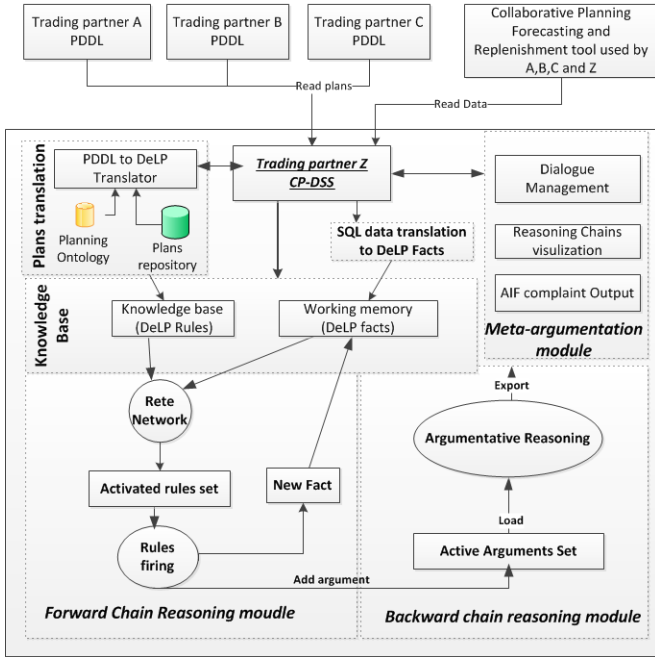 Trading partner A
PDDL
Trading partner B
PDDL
Trading partner C
PDDL
Collaborative Planning
Forecasting and
Replenishment tool used by
A,B,C and Z
Read plans
Read Data
Plans translation
PDDL to DeLP
Translator
Planning
Ontology
Plans
repository
Trading partner Z
CP-DSS
SQL data translation
to DeLP Facts
Dialogue
Management
Reasoning Chains
visulization
AIF complaint Output
Meta-argumentation
module
Knowledge
Base
Knowledge base
(DeLP Rules)
Working memory
(DeLP facts)
Rete
Network
Activated rules set
New Fact
Rules
firing
Add argument
Forward Chain Reasoning moudle
Export
Argumentative Reasoning
Load
Active Arguments Set
Backward chain reasoning module